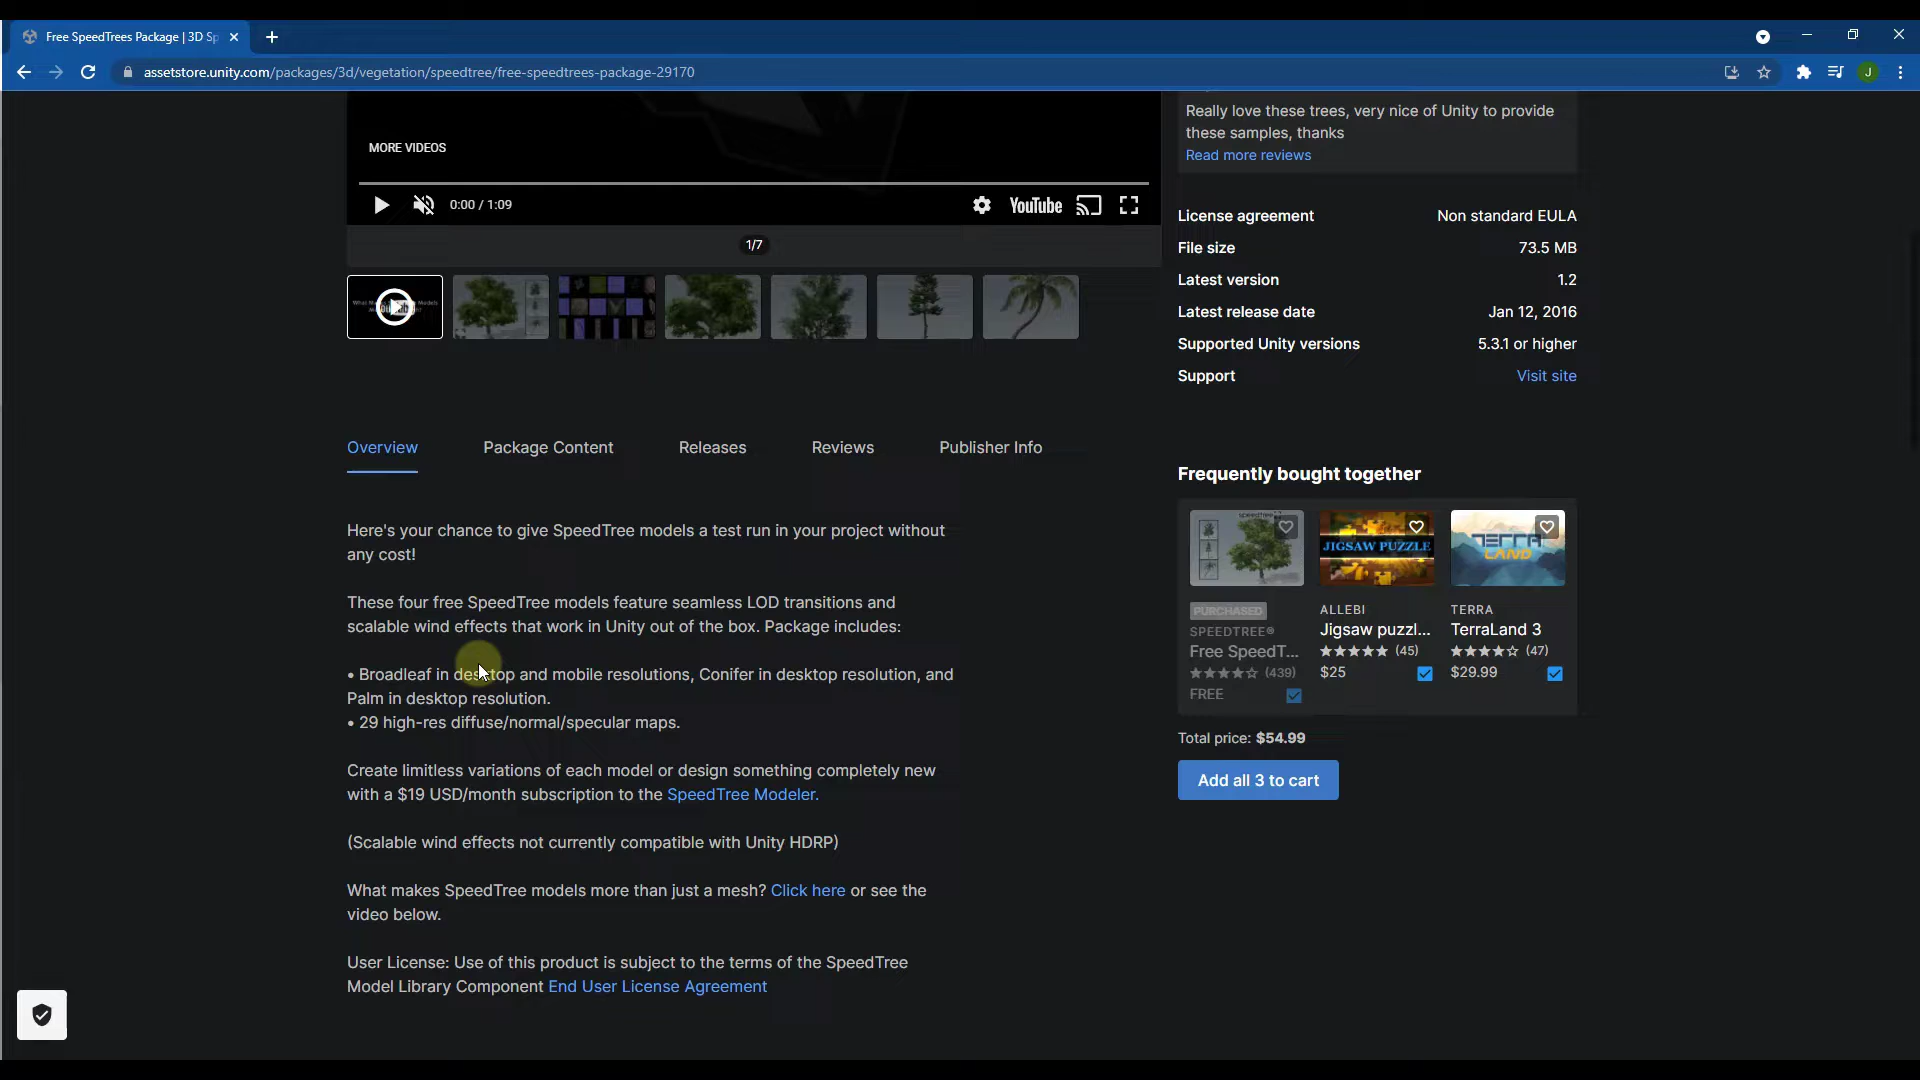 Free SpeedTrees Package | 3D Sp
assetstore.unity.com/packages/3d/vegetation/speedtree/free-speedtrees-package-29170
J
MORE VIDEOS
0:00 / 1:09
YouTube
1/7
Really love these trees, very nice of Unity to provide
these samples, thanks
Read more reviews
License agreement Non standard EULA
File size 73.5 MB
Latest version 1.2
Latest release date Jan 12, 2016
Supported Unity versions 5.3.1 or higher
Support Visit site
Overview Package Content Releases Reviews Publisher Info
Here's your chance to give SpeedTree models a test run in your project without
any cost!
These four free SpeedTree models feature seamless LOD transitions and
scalable wind effects that work in Unity out of the box. Package includes:
• Broadleaf in desktop and mobile resolutions, Conifer in desktop resolution, and
Palm in desktop resolution.
• 29 high-res diffuse/normal/specular maps.
Create limitless variations of each model or design something completely new
with a $19 USD/month subscription to the SpeedTree Modeler.
(Scalable wind effects not currently compatible with Unity HDRP)
What makes SpeedTree models more than just a mesh? Click here or see the
video below.
User License: Use of this product is subject to the terms of the SpeedTree
Model Library Component End User License Agreement
Frequently bought together
speedtree
JIGSAW PUZZLE
TERRA
LAND
PURCHASED
SPEEDTREE®
Free SpeedT...
(439)
FREE
ALLEBI
Jigsaw puzzl...
(45)
$25
TERRA
TerraLand 3
(47)
$29.99
Total price: $54.99
Add all 3 to cart